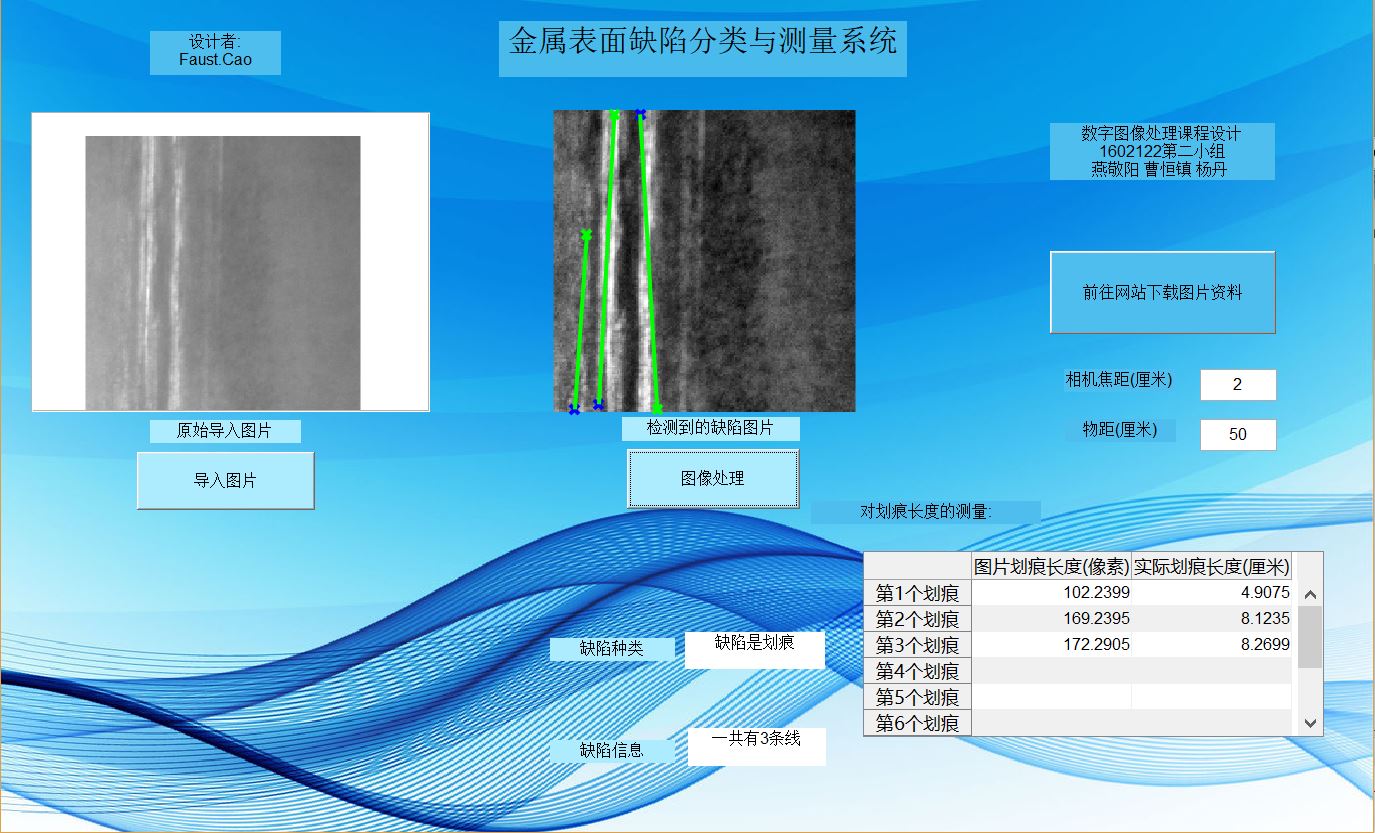 设计者:
Faust.Cao
金属表面缺陷分类与测量系统
数字图像处理课程设计
1602122第二小组
燕敬阳 曹恒镇 杨丹
前往网站下载图片资料
相机焦距(厘米)
2
物距(厘米)
50
原始导入图片
导入图片
检测到的缺陷图片
图像处理
对划痕长度的测量:
图片划痕长度(像素) 实际划痕长度(厘米)
第1个划痕 102.2399 4.9075
第2个划痕 169.2395 8.1235
第3个划痕 172.2905 8.2699
第4个划痕
第5个划痕
第6个划痕
缺陷种类
缺陷是划痕
缺陷信息
一共有3条线